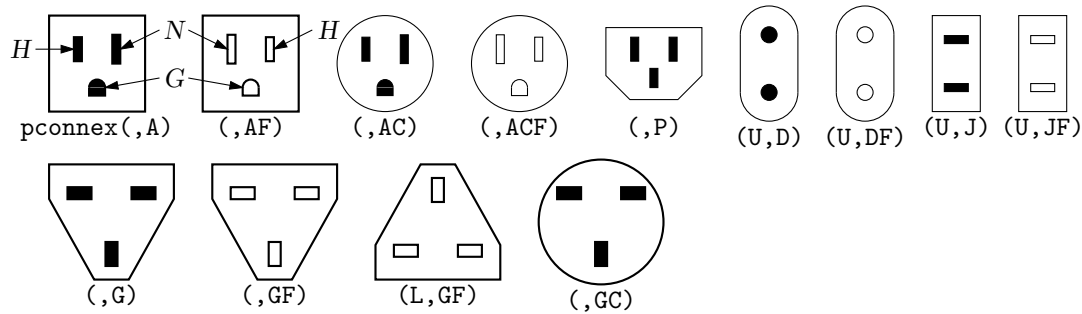 H N H
G
pconnex(,A) (,AF) (,AC) (,ACF) (,P) (U,D) (U,DF) (U,J) (U,JF)
(,G) (,GF) (L,GF) (,GC)